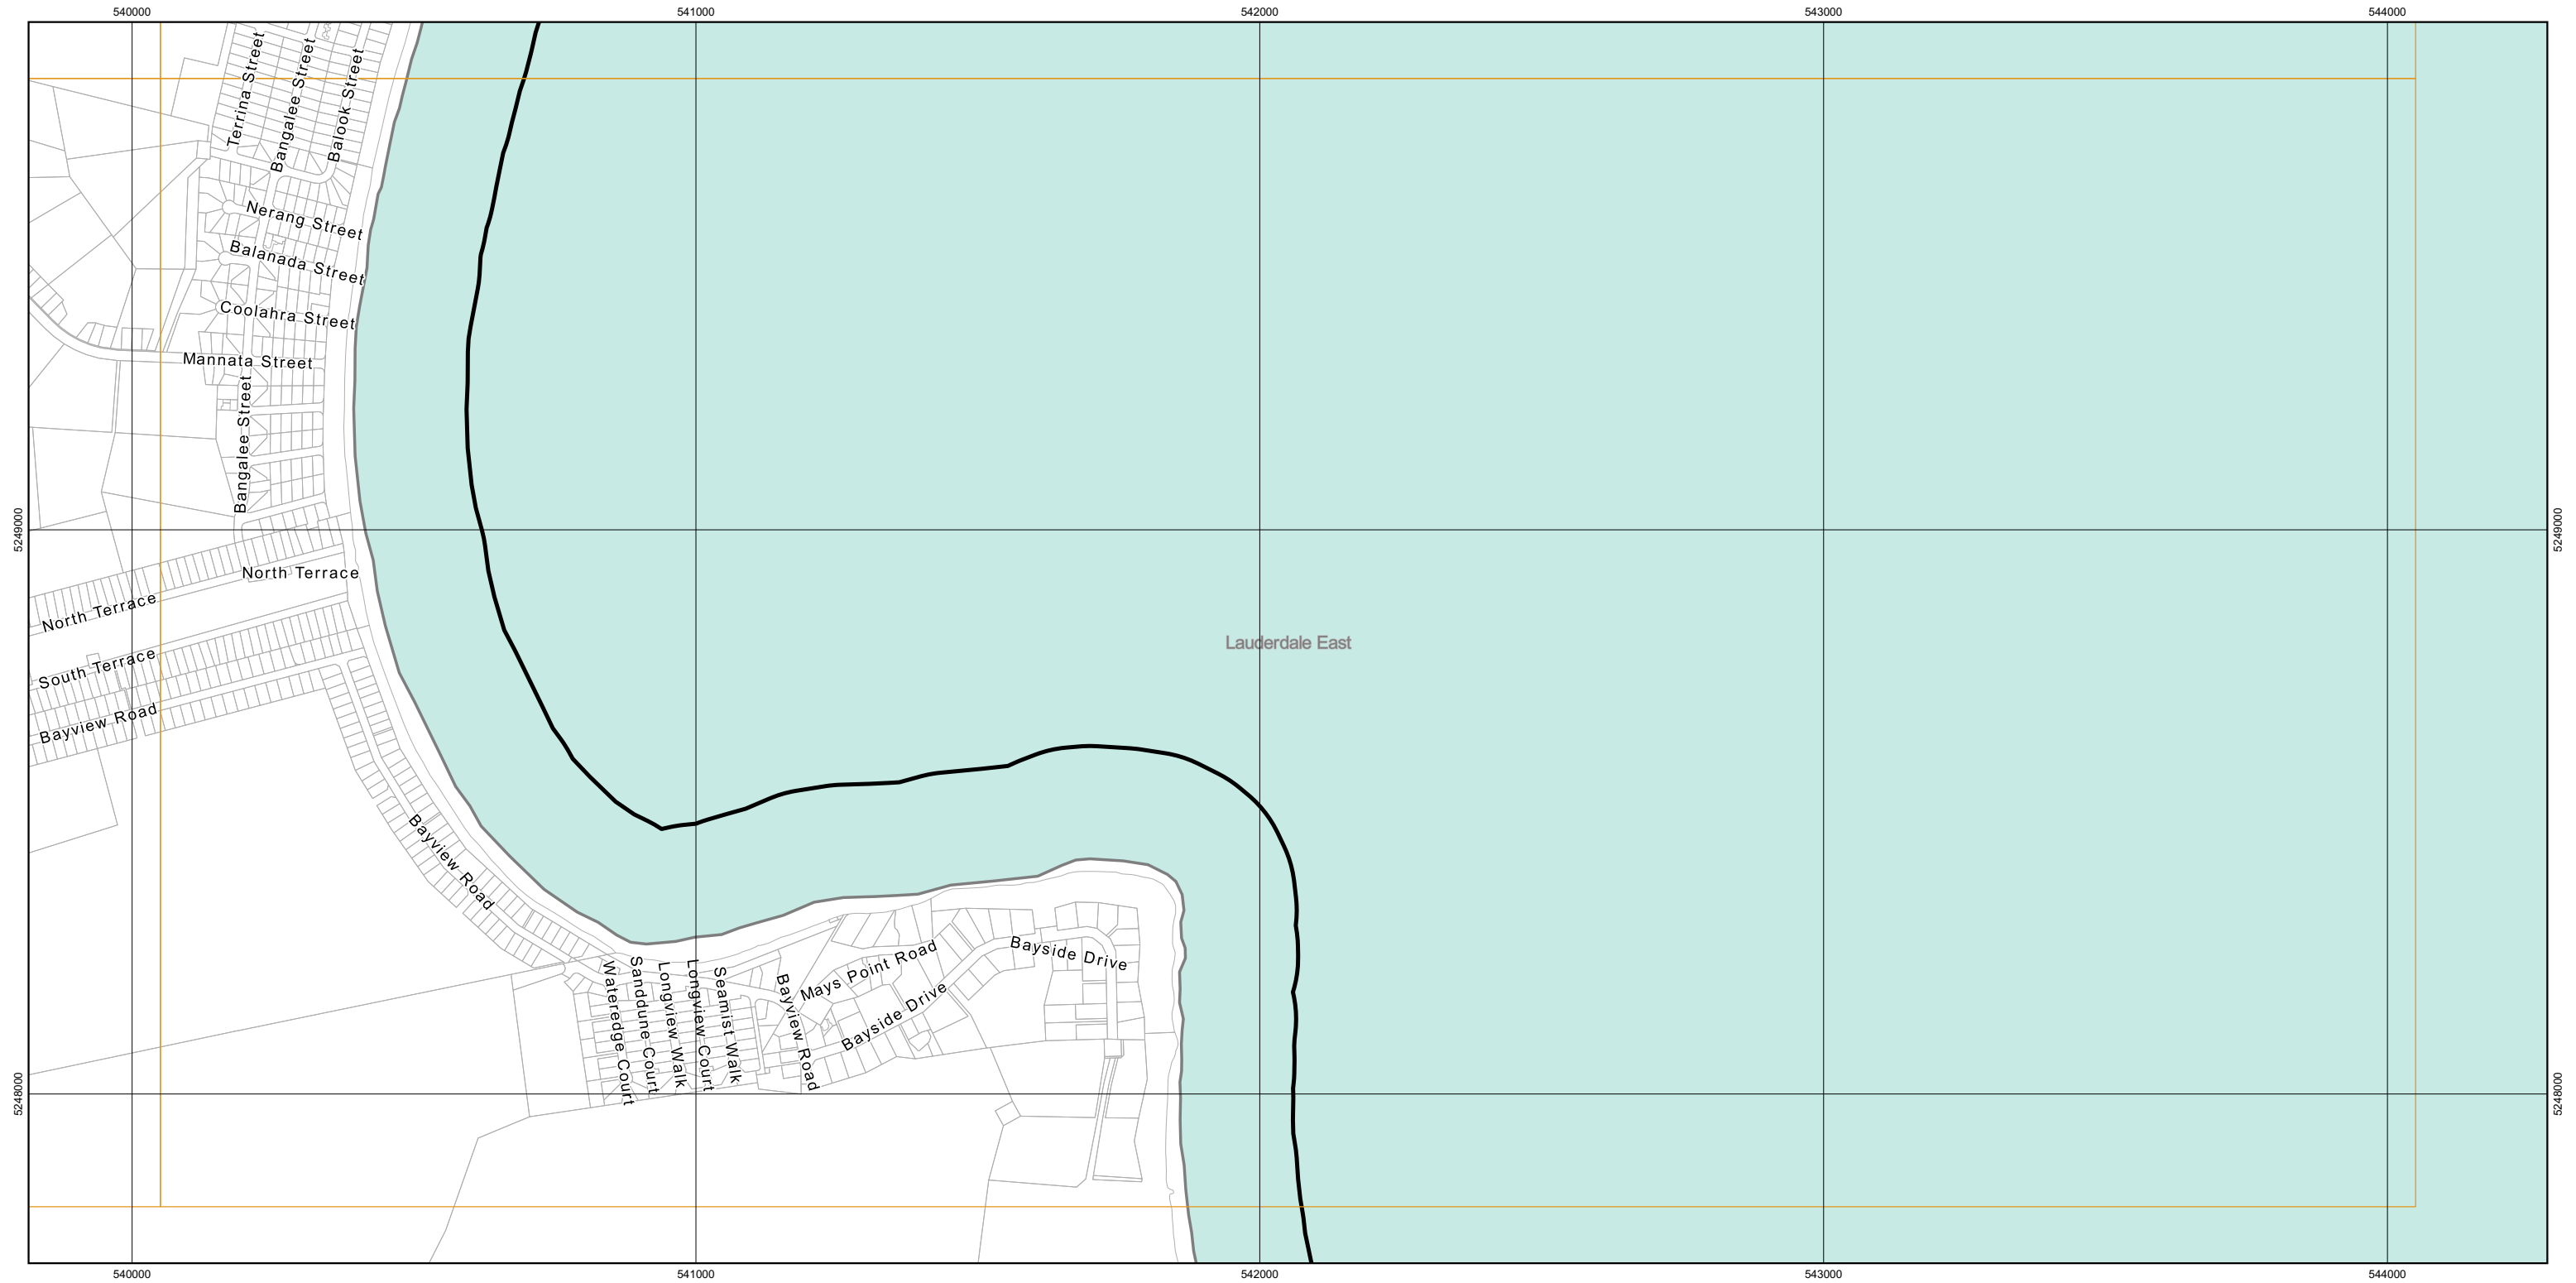 540000 541000 542000 543000 544000
Terrina Street
Bangalee Street
Balook Street
Nerang Street
Balanada Street
Coolahra Street
Mannata Street
Bangalee Street
5249000 5249000
North Terrace
North Terrace
Lauderdale East
South Terrace
Bayview Road
Bayview Road
Mays Point Road
Bayside Drive
Bayside Drive
Wateredge Court
Sanddune Court
Longview Walk
Longview Court
Seamist Walk
Bayview Road
5248000 5248000
540000 541000 542000 543000 544000